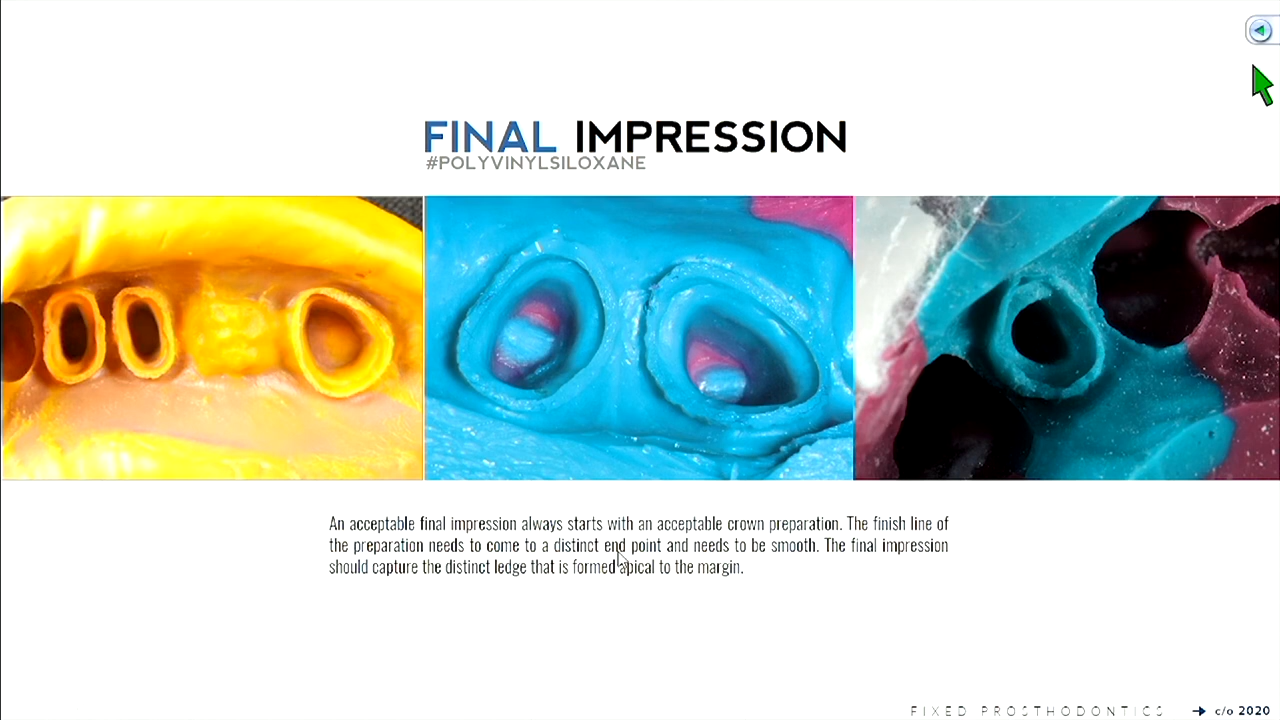 FINAL IMPRESSION
#POLYVINYLSILOXANE
An acceptable final impression always starts with an acceptable crown preparation. The finish line of
the preparation needs to come to a distinct end point and needs to be smooth. The final impression
should capture the distinct ledge that is formed apical to the margin.
FIXED PROSTHODONTICS → c/o 2020